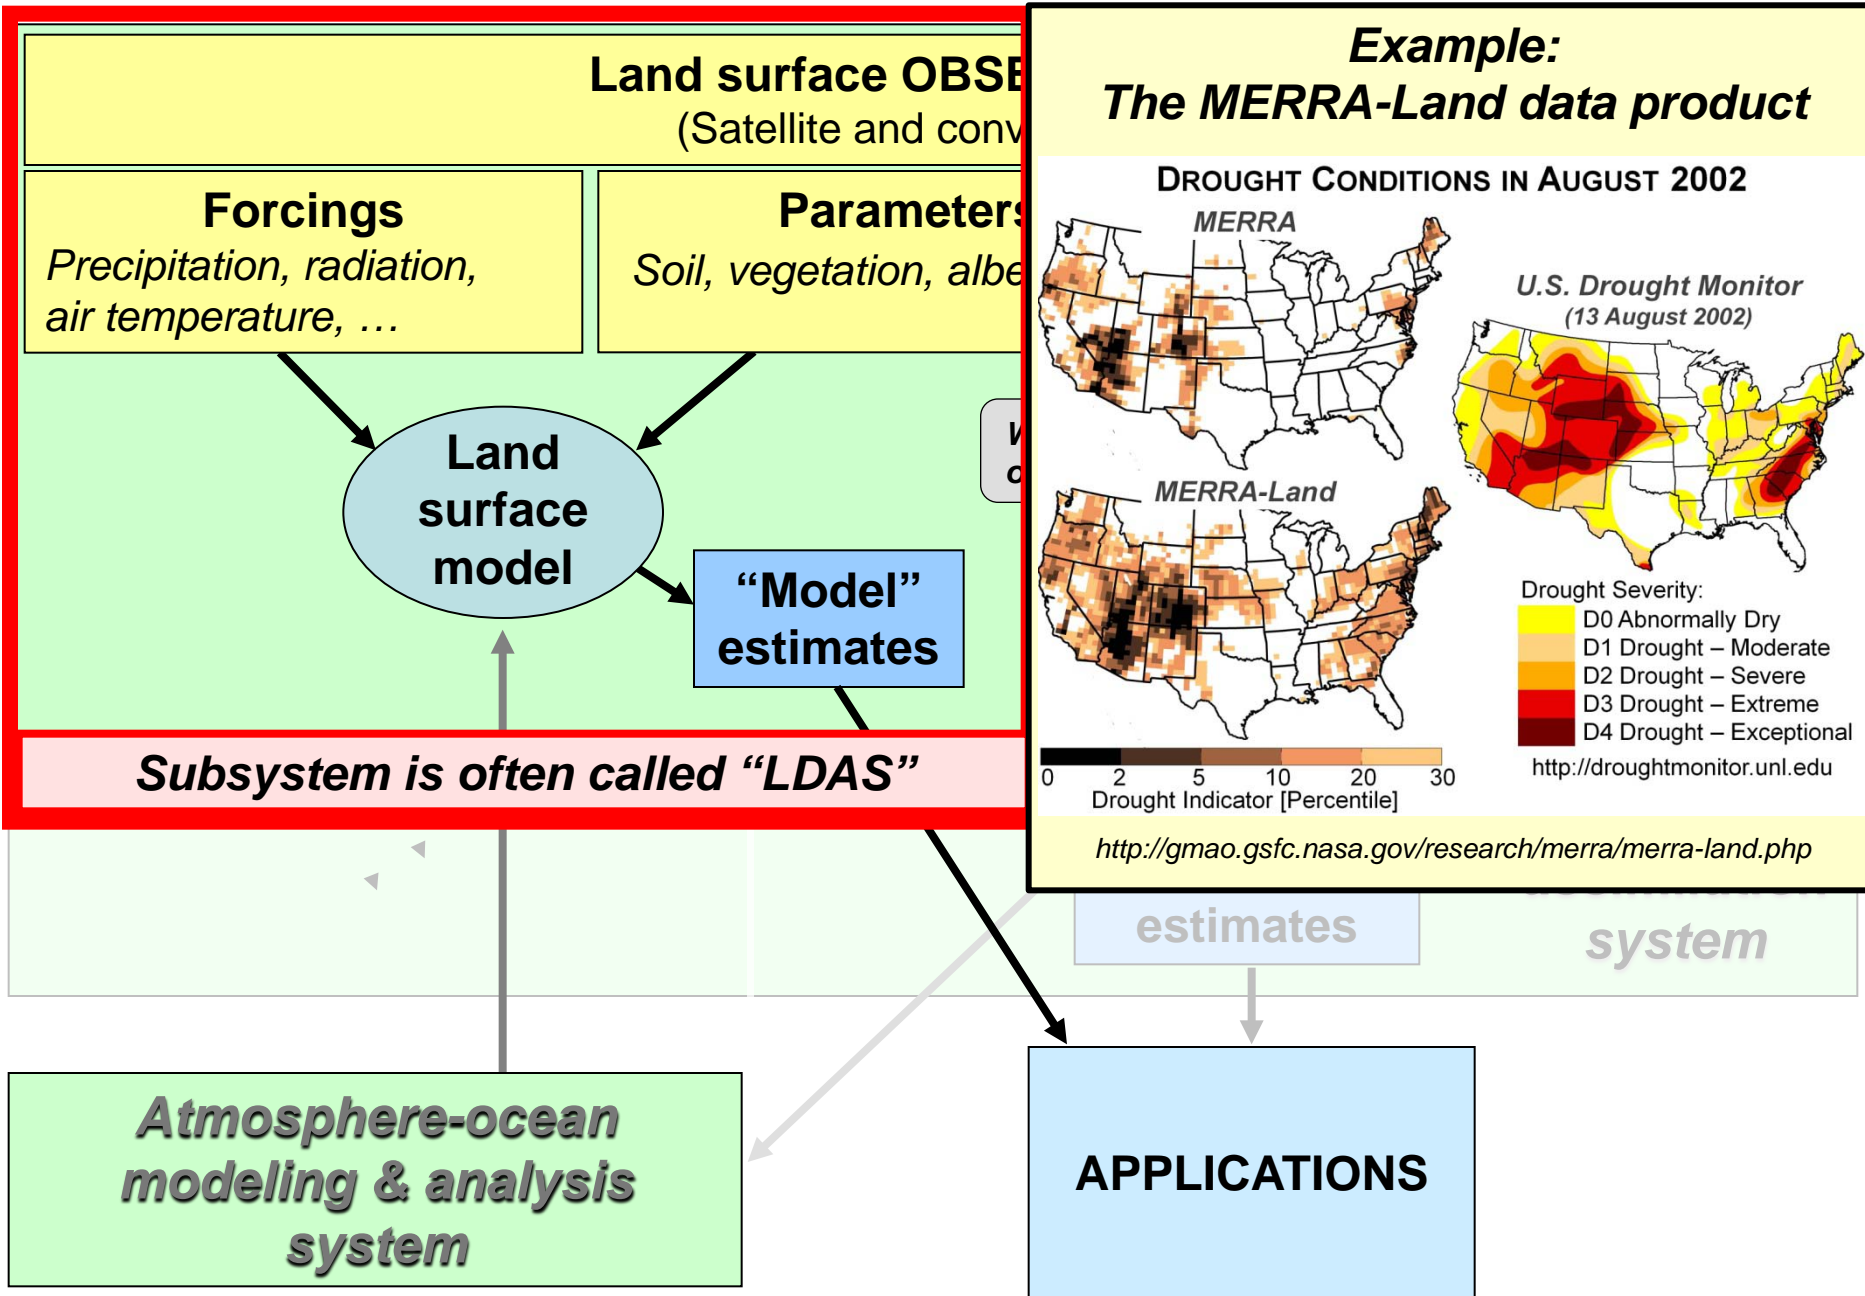 Land surface OBSE
(Satellite and conv
Forcings
Precipitation, radiation,
air temperature, …
Parameters
Soil, vegetation, albe
Land
surface
model
“Model”
estimates
Subsystem is often called “LDAS”
Example:
The MERRA-Land data product
DROUGHT CONDITIONS IN AUGUST 2002
MERRA
U.S. Drought Monitor
(13 August 2002)
MERRA-Land
Drought Severity:
D0 Abnormally Dry
D1 Drought – Moderate
D2 Drought – Severe
D3 Drought – Extreme
D4 Drought – Exceptional
http://droughtmonitor.unl.edu
0 2 5 10 20 30
Drought Indicator [Percentile]
http://gmao.gsfc.nasa.gov/research/merra/merra-land.php
estimates
system
Atmosphere-ocean
modeling & analysis
system
APPLICATIONS